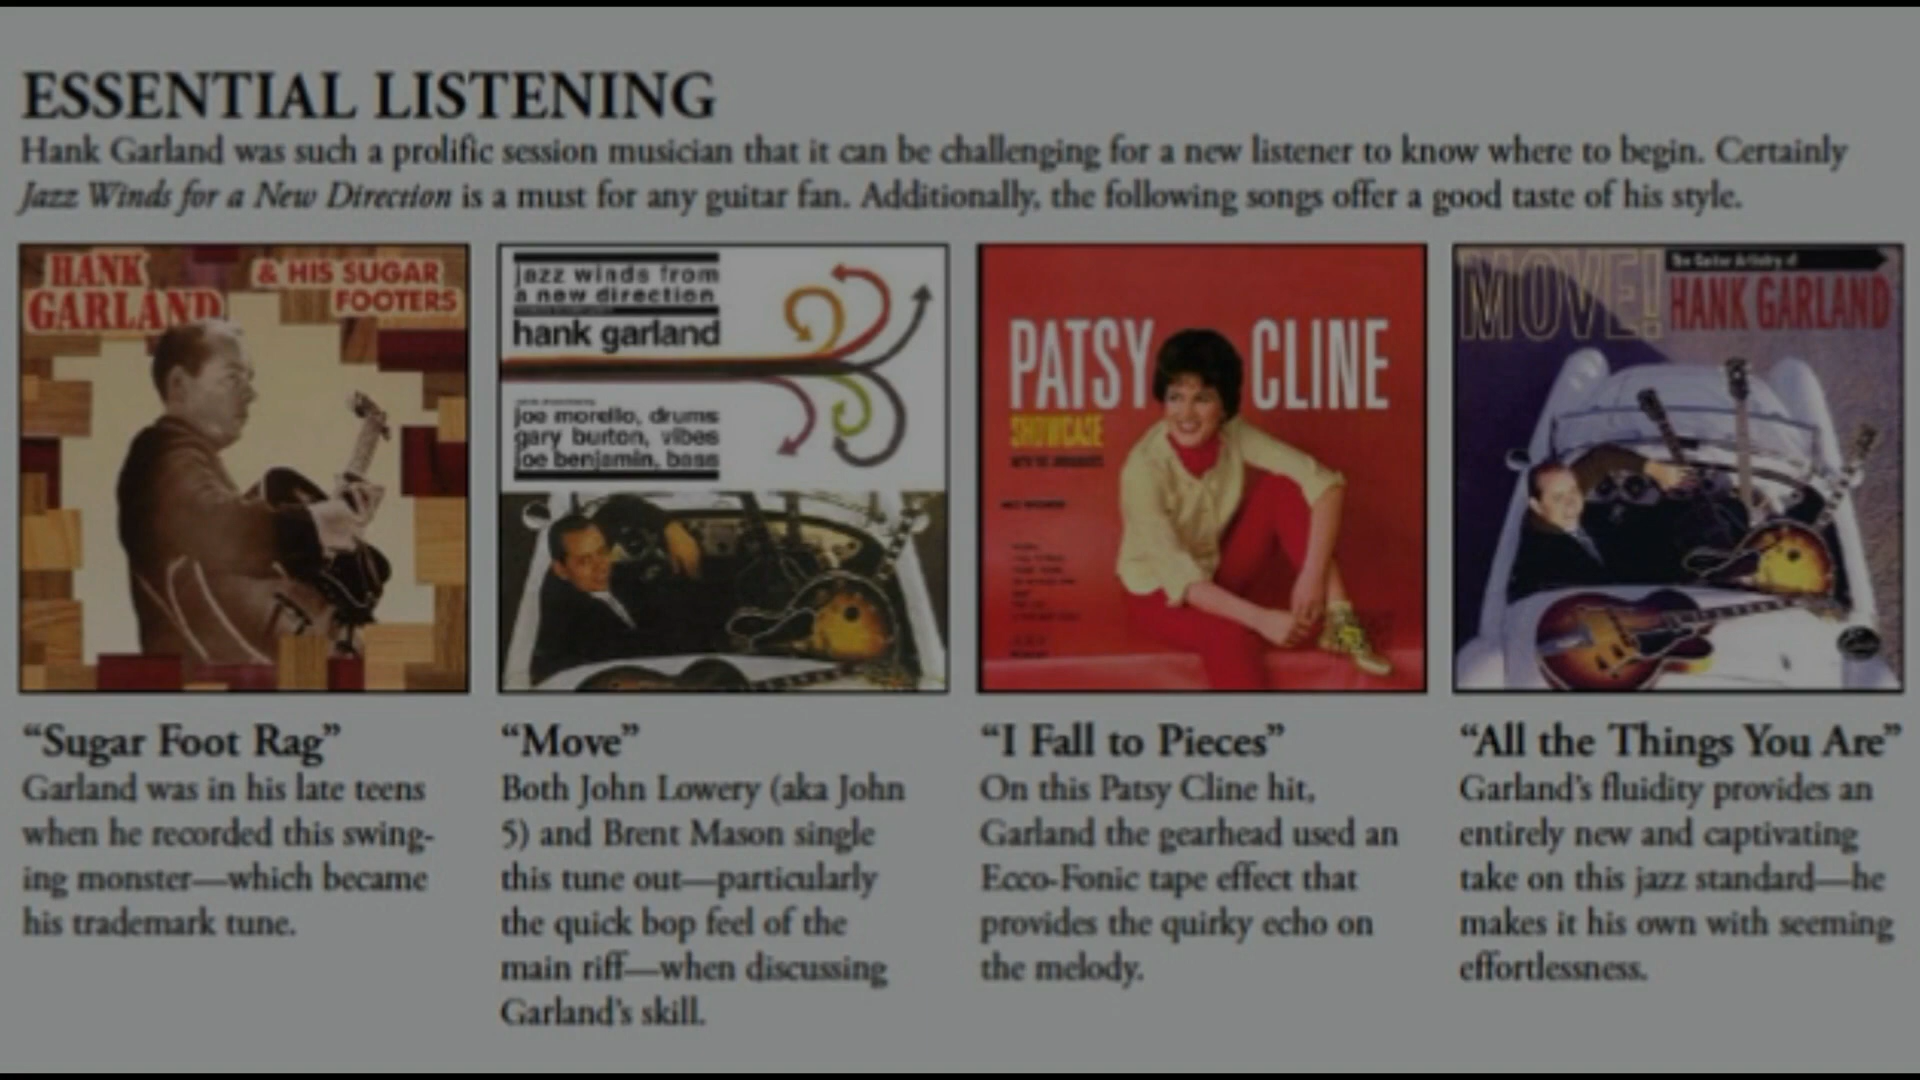 ESSENTIAL LISTENING
Hank Garland was such a prolific session musician that it can be challenging for a new listener to know where to begin. Certainly
Jazz Winds for a New Direction is a must for any guitar fan. Additionally, the following songs offer a good taste of his style.
HANK
GARLAND
& HIS SUGAR
FOOTERS
jazz winds from
a new direction
hank garland
joe morello, drums
gary burton, vibes
joe benjamin, bass
PATSY CLINE
SHOWCASE
WITH THE JORDANAIRES
MOVE!
The Guitar Artistry of
HANK GARLAND
“Sugar Foot Rag”
Garland was in his late teens
when he recorded this swing-
ing monster—which became
his trademark tune.
“Move”
Both John Lowery (aka John
5) and Brent Mason single
this tune out—particularly
the quick bop feel of the
main riff—when discussing
Garland’s skill.
“I Fall to Pieces”
On this Patsy Cline hit,
Garland the gearhead used an
Ecco-Fonic tape effect that
provides the quirky echo on
the melody.
“All the Things You Are”
Garland’s fluidity provides an
entirely new and captivating
take on this jazz standard—he
makes it his own with seeming
effortlessness.